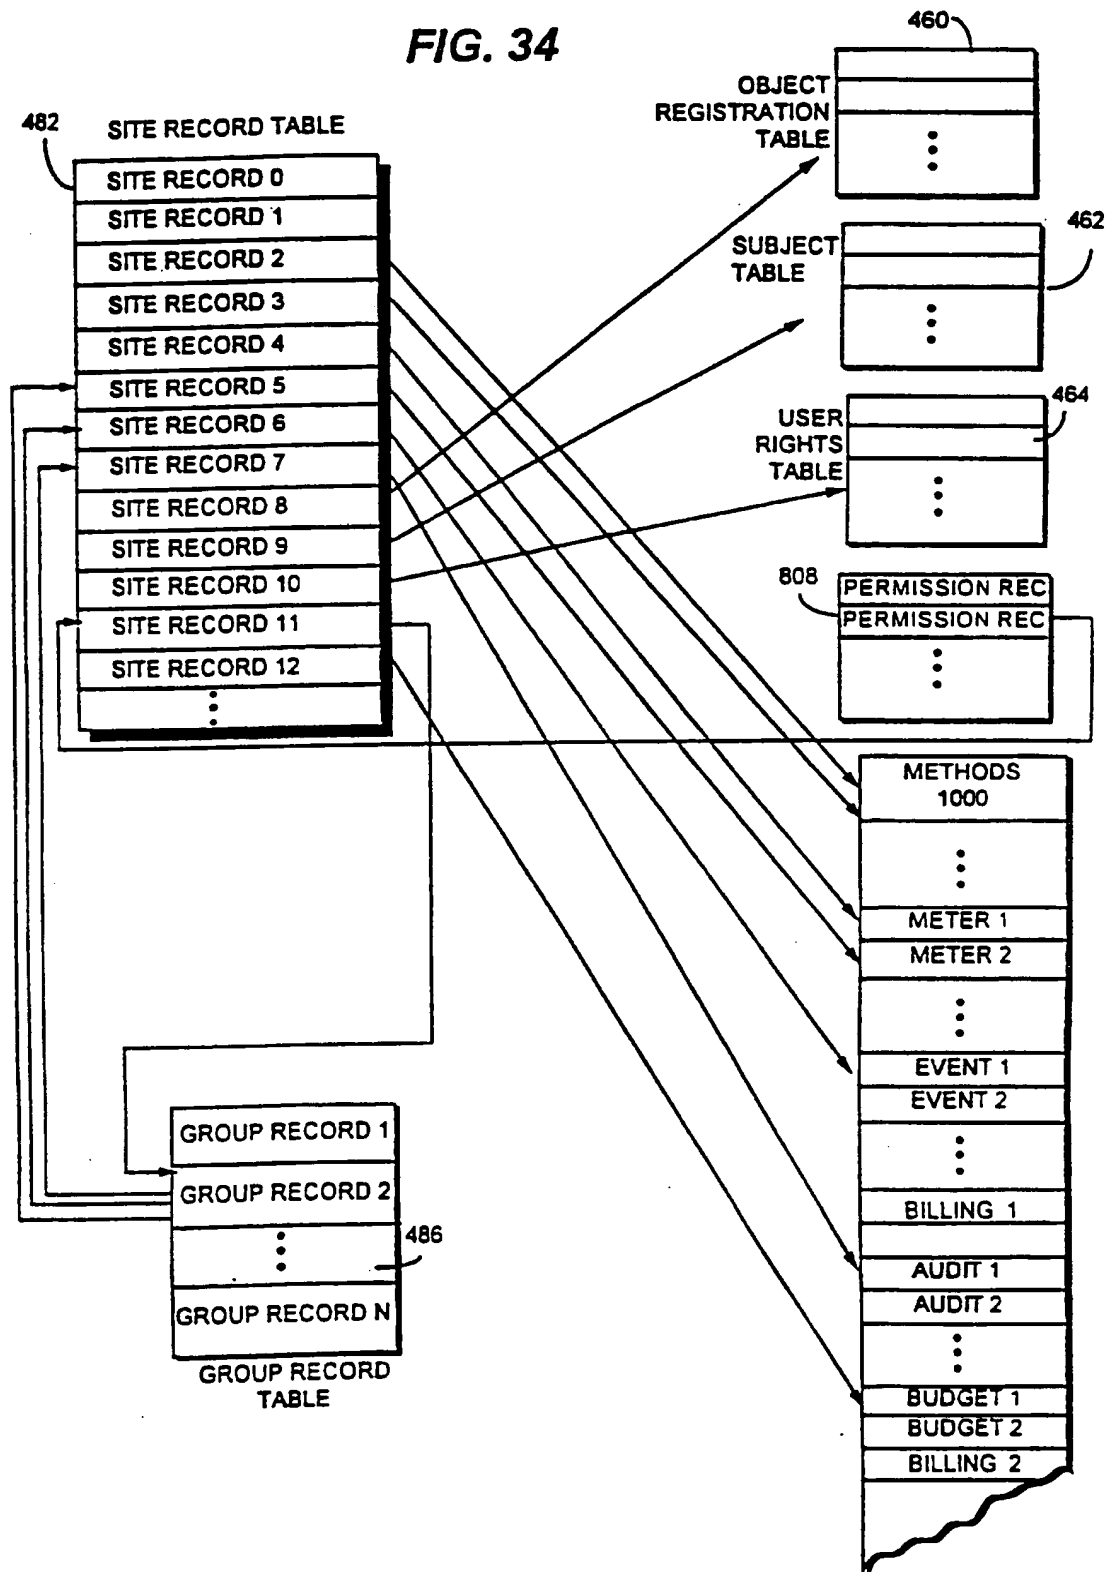 FIG. 34
460
OBJECT
REGISTRATION
TABLE
482
SITE RECORD TABLE
SITE RECORD 0
SITE RECORD 1
SITE RECORD 2
SITE RECORD 3
SITE RECORD 4
SITE RECORD 5
SITE RECORD 6
SITE RECORD 7
SITE RECORD 8
SITE RECORD 9
SITE RECORD 10
SITE RECORD 11
SITE RECORD 12
462
SUBJECT
TABLE
464
USER
RIGHTS
TABLE
808
PERMISSION REC
PERMISSION REC
METHODS
1000
METER 1
METER 2
EVENT 1
EVENT 2
BILLING 1
AUDIT 1
AUDIT 2
BUDGET 1
BUDGET 2
BILLING 2
GROUP RECORD 1
GROUP RECORD 2
486
GROUP RECORD N
GROUP RECORD
TABLE